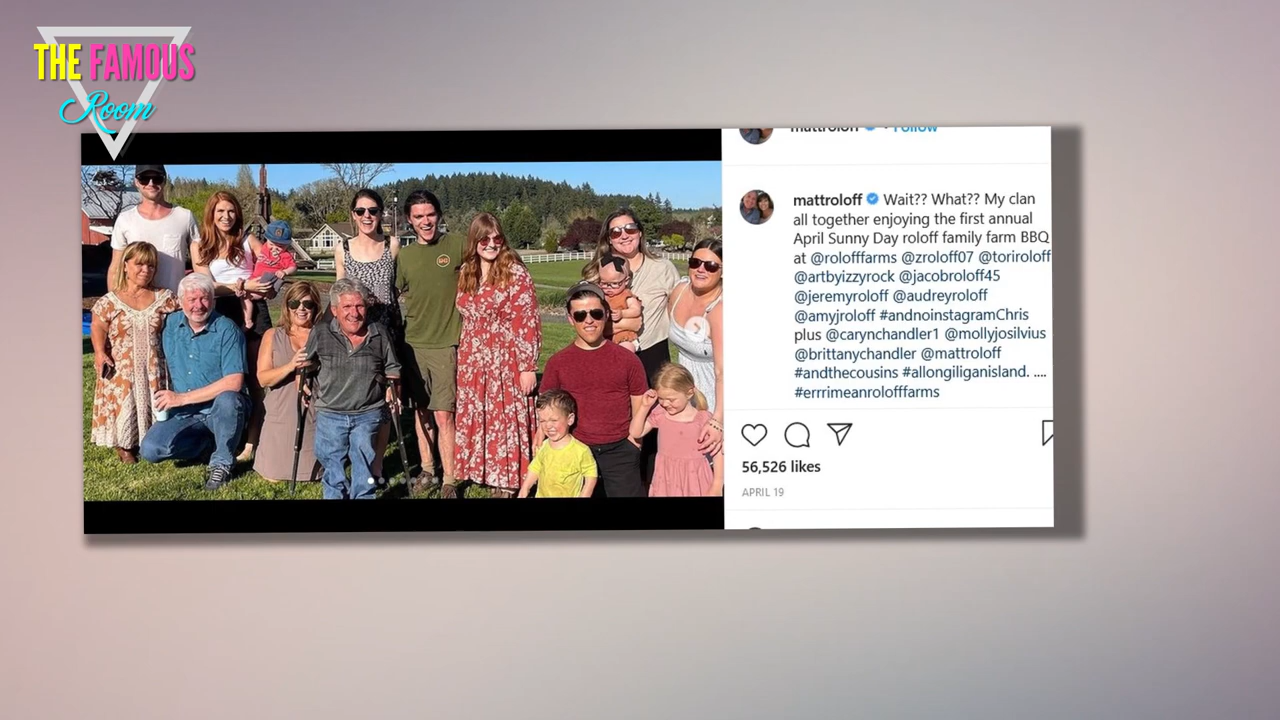 THE FAMOUS
Room
mattroloff • Follow
mattroloff Wait?? What?? My clan
all together enjoying the first annual
April Sunny Day roloff family farm BBQ
at @rolofffarms @zroloff07 @toriroloff
@artbyizzyrock @jacobroloff45
@jeremyroloff @audreyroloff
@amyjroloff #andnoinstagramChris
plus @carynchandler1 @mollyjosilvius
@brittanychandler @mattroloff
#andthecousins #allongiliganisland. ....
#errrimeanrolofffarms
56,526 likes
APRIL 19